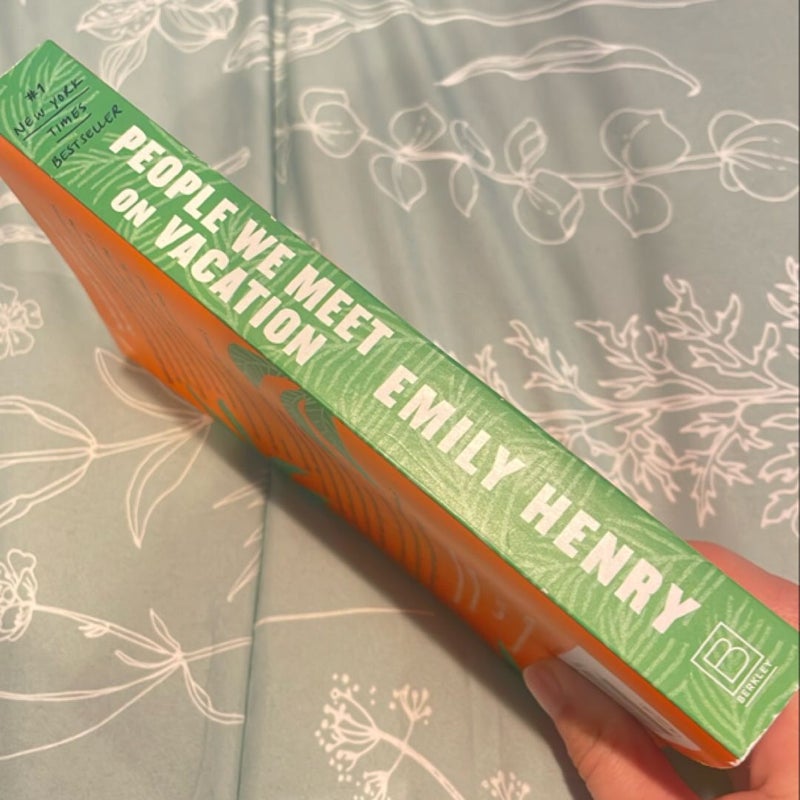 #1
NEW YORK
TIMES
BESTSELLER
PEOPLE WE MEET
ON VACATION
EMILY HENRY
B
BERKLEY